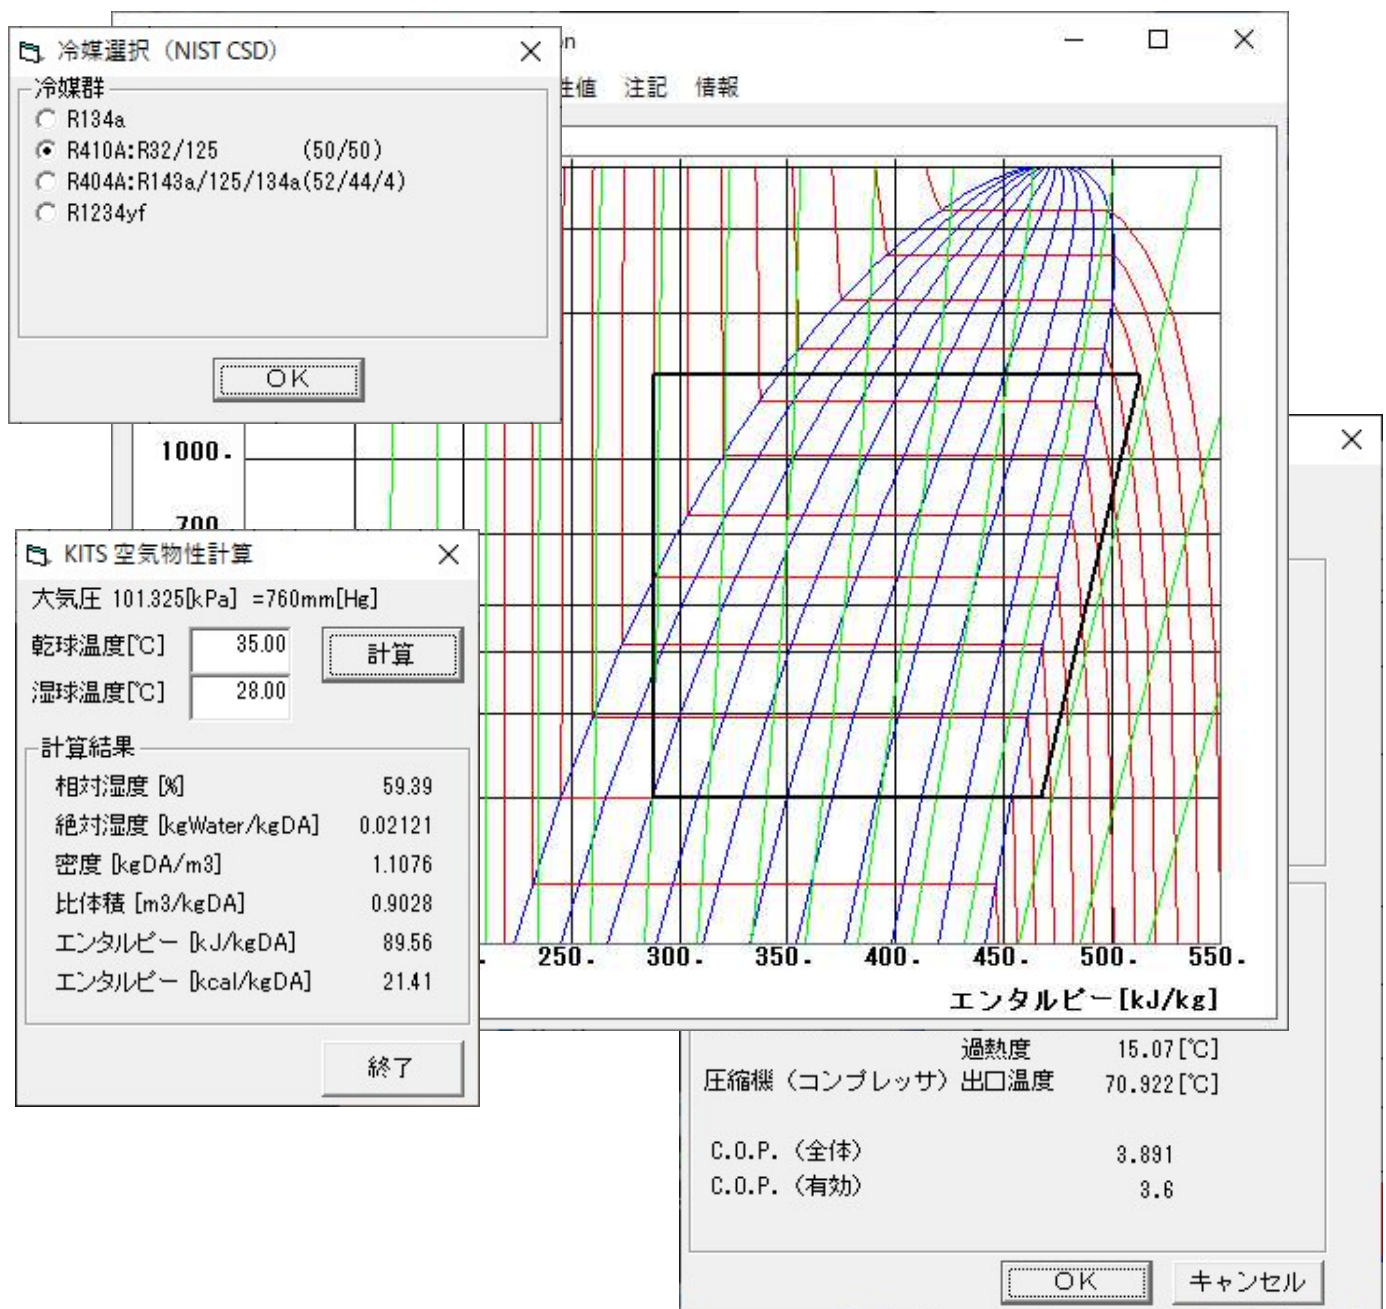 冷媒選択（NIST CSD）
冷媒群
R134a
R410A:R32/125 (50/50)
R404A:R143a/125/134a(52/44/4)
R1234yf
OK
注記 情報
1000.
700
250. 300. 350. 400. 450. 500. 550.
エンタルピー[kJ/kg]
KITS 空気物性計算
大気圧 101.325[kPa] =760mm[Hg]
乾球温度[℃] 35.00
計算
湿球温度[℃] 28.00
計算結果
相対湿度 [%] 59.39
絶対湿度 [kgWater/kgDA] 0.02121
密度 [kgDA/m3] 1.1076
比体積 [m3/kgDA] 0.9028
エンタルピー [kJ/kgDA] 89.56
エンタルピー [kcal/kgDA] 21.41
終了
過熱度 15.07[℃]
圧縮機（コンプレッサ）出口温度 70.922[℃]
C.O.P.（全体） 3.891
C.O.P.（有効） 3.6
OK キャンセル